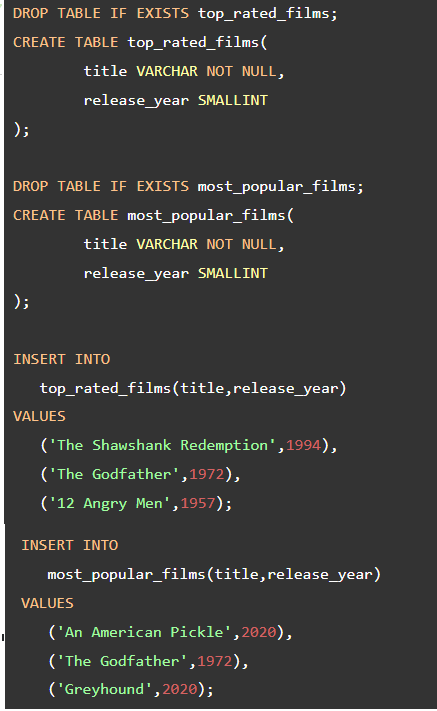 DROP TABLE IF EXISTS top_rated_films;
CREATE TABLE top_rated_films(
title VARCHAR NOT NULL,
release_year SMALLINT
);
DROP TABLE IF EXISTS most_popular_films;
CREATE TABLE most_popular_films(
title VARCHAR NOT NULL,
release_year SMALLINT
);
INSERT INTO
top_rated_films(title,release_year)
VALUES
('The Shawshank Redemption',1994),
('The Godfather',1972),
('12 Angry Men',1957);
INSERT INTO
most_popular_films(title,release_year)
VALUES
('An American Pickle',2020),
('The Godfather',1972),
('Greyhound',2020);